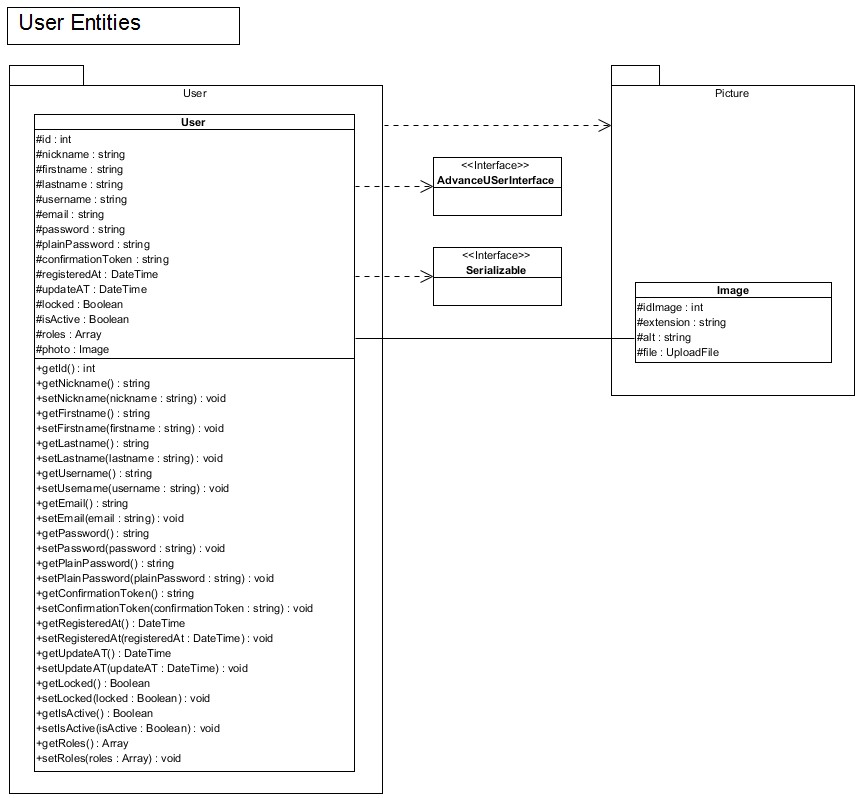 User Entities
User
User
#id : int
#nickname : string
#firstname : string
#lastname : string
#username : string
#email : string
#password : string
#plainPassword : string
#confirmationToken : string
#registeredAt : DateTime
#updateAT : DateTime
#locked : Boolean
#isActive : Boolean
#roles : Array
#photo : Image
+getId() : int
+getNickname() : string
+setNickname(nickname : string) : void
+getFirstname() : string
+setFirstname(firstname : string) : void
+getLastname() : string
+setLastname(lastname : string) : void
+getUsername() : string
+setUsername(username : string) : void
+getEmail() : string
+setEmail(email : string) : void
+getPassword() : string
+setPassword(password : string) : void
+getPlainPassword() : string
+setPlainPassword(plainPassword : string) : void
+getConfirmationToken() : string
+setConfirmationToken(confirmationToken : string) : void
+getRegisteredAt() : DateTime
+setRegisteredAt(registeredAt : DateTime) : void
+getUpdateAT() : DateTime
+setUpdateAT(updateAT : DateTime) : void
+getLocked() : Boolean
+setLocked(locked : Boolean) : void
+getIsActive() : Boolean
+setIsActive(isActive : Boolean) : void
+getRoles() : Array
+setRoles(roles : Array) : void
<<Interface>>
AdvanceUSerInterface
<<Interface>>
Serializable
Picture
Image
#idImage : int
#extension : string
#alt : string
#file : UploadFile